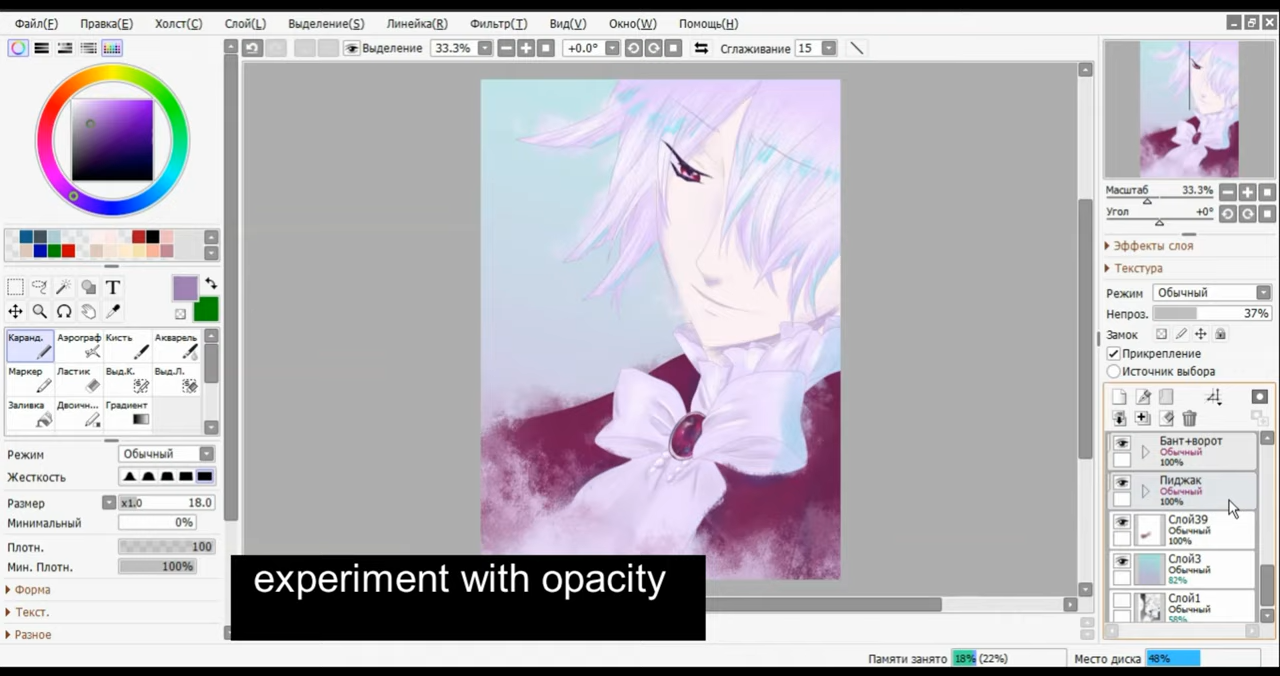 Файл(F) Правка(E) Холст(C) Слой(L) Выделение(S) Линейка(R) Фильтр(T) Вид(V) Окно(W) Помощь(H)
Выделение 33.3% +0.0° Сглаживание 15
Масштаб 33.3%
Угол +0°
Эффекты слоя
Текстура
Режим Обычный
Непроз. 37%
Замок
Прикрепление
Источник выбора
T
Каранд. Аэрограф Кисть Акварель
Маркер Ластик Выд.К. Выд.Л.
Заливка Двоичн... Градиент
Режим Обычный
Жесткость
Размер x1.0 18.0
Минимальный 0%
Плотн. 100
Мин. Плотн. 100%
Форма
Текст.
Разное
Бант+ворот
Обычный
100%
Пиджак
Обычный
100%
Слой39
Обычный
100%
Слой3
Обычный
82%
Слой1
Обычный
58%
experiment with opacity
Памяти занято 18% (22%) Место диска 48%